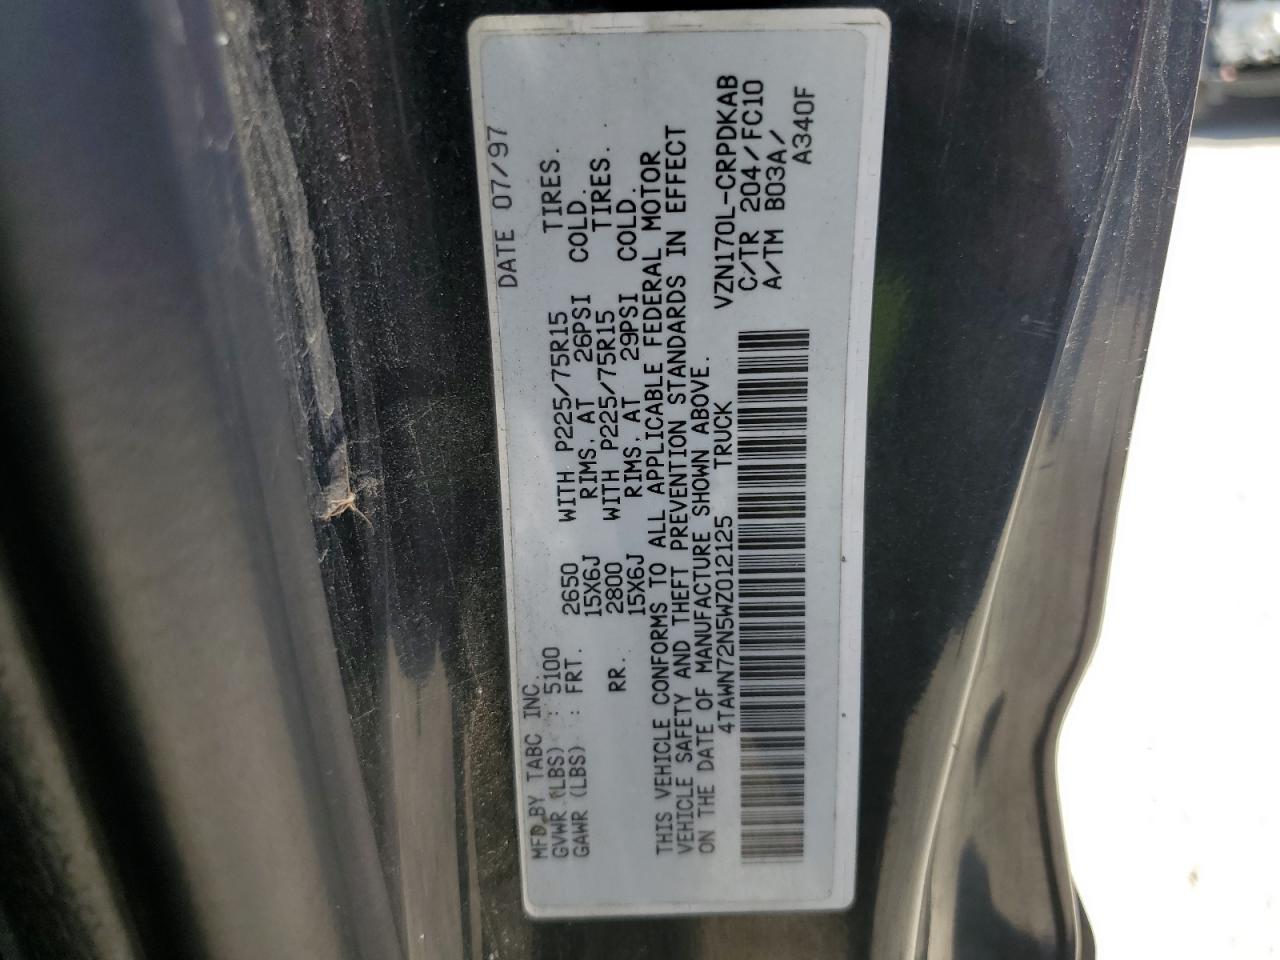 MFD BY TABC INC. DATE 07/97
GVWR (LBS) : 5100
GAWR (LBS) : FRT. 2650 WITH P225/75R15 TIRES.
15X6J RIMS, AT 26PSI COLD.
RR. 2800 WITH P225/75R15 TIRES.
15X6J RIMS, AT 29PSI COLD.
THIS VEHICLE CONFORMS TO ALL APPLICABLE FEDERAL MOTOR
VEHICLE SAFETY AND THEFT PREVENTION STANDARDS IN EFFECT
ON THE DATE OF MANUFACTURE SHOWN ABOVE.
4TAWN72N5WZ012125 TRUCK VZN170L-CRPDKAB
C/TR 204/FC10
A/TM B03A/
A340F